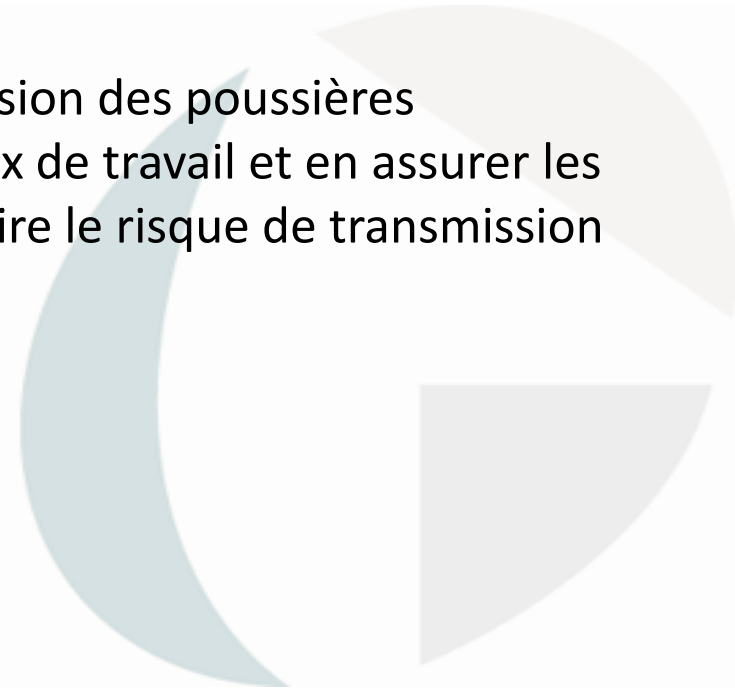 sion des poussières
x de travail et en assurer les
ire le risque de transmission